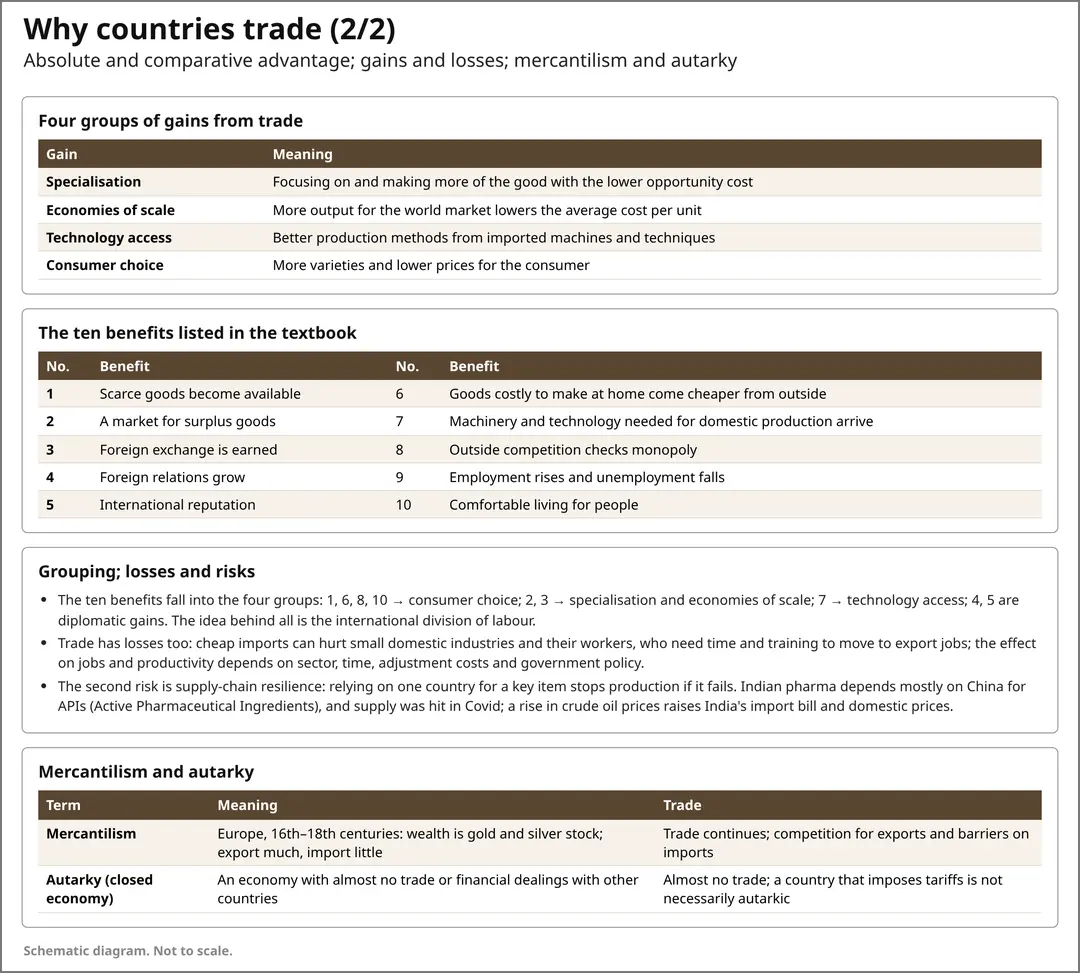 Why countries trade (2/2)
Absolute and comparative advantage; gains and losses; mercantilism and autarky
Four groups of gains from trade
Gain Meaning
Specialisation Focusing on and making more of the good with the lower opportunity cost
Economies of scale More output for the world market lowers the average cost per unit
Technology access Better production methods from imported machines and techniques
Consumer choice More varieties and lower prices for the consumer
The ten benefits listed in the textbook
No. Benefit No. Benefit
1 Scarce goods become available 6 Goods costly to make at home come cheaper from outside
2 A market for surplus goods 7 Machinery and technology needed for domestic production arrive
3 Foreign exchange is earned 8 Outside competition checks monopoly
4 Foreign relations grow 9 Employment rises and unemployment falls
5 International reputation 10 Comfortable living for people
Grouping; losses and risks
• The ten benefits fall into the four groups: 1, 6, 8, 10 → consumer choice; 2, 3 → specialisation and economies of scale; 7 → technology access; 4, 5 are
diplomatic gains. The idea behind all is the international division of labour.
• Trade has losses too: cheap imports can hurt small domestic industries and their workers, who need time and training to move to export jobs; the effect
on jobs and productivity depends on sector, time, adjustment costs and government policy.
• The second risk is supply-chain resilience: relying on one country for a key item stops production if it fails. Indian pharma depends mostly on China for
APIs (Active Pharmaceutical Ingredients), and supply was hit in Covid; a rise in crude oil prices raises India's import bill and domestic prices.
Mercantilism and autarky
Term Meaning Trade
Mercantilism Europe, 16th–18th centuries: wealth is gold and silver stock; Trade continues; competition for exports and barriers on
export much, import little imports
Autarky (closed An economy with almost no trade or financial dealings with other Almost no trade; a country that imposes tariffs is not
economy) countries necessarily autarkic
Schematic diagram. Not to scale.